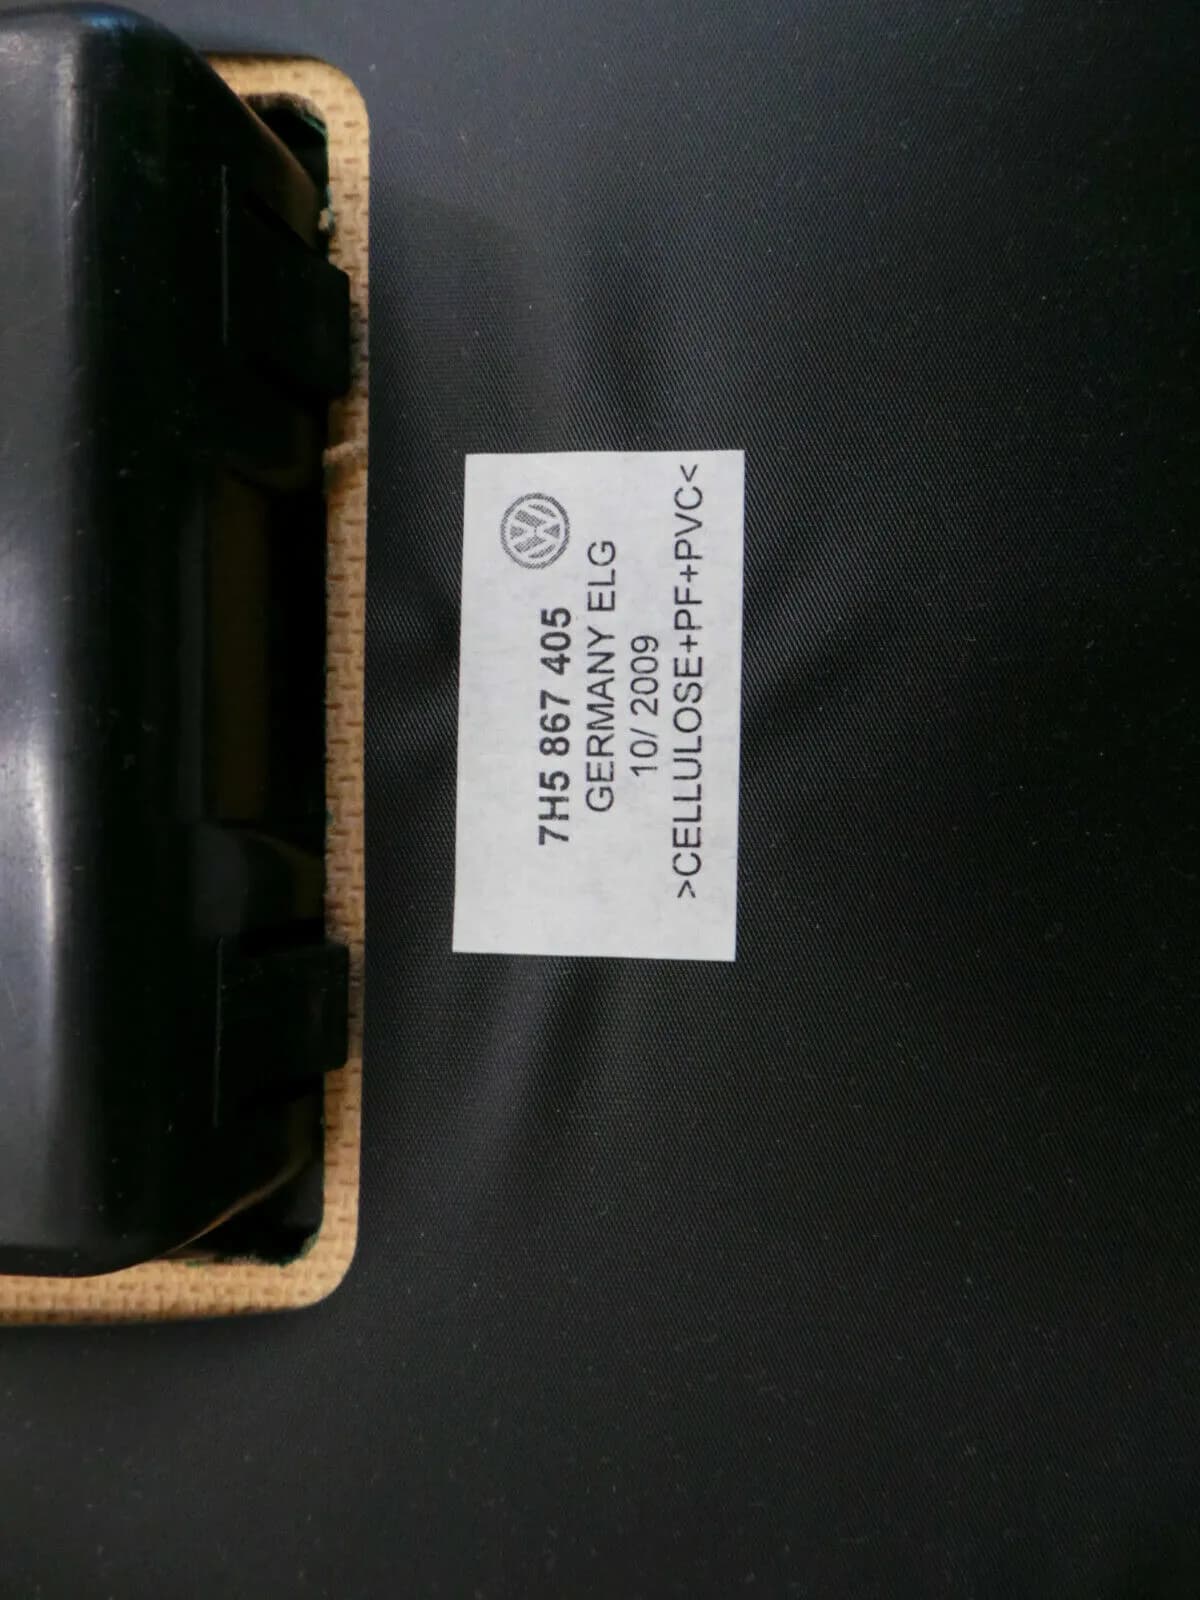 7H5 867 405
GERMANY ELG
10/ 2009
>CELLULOSE+PF+PVC<